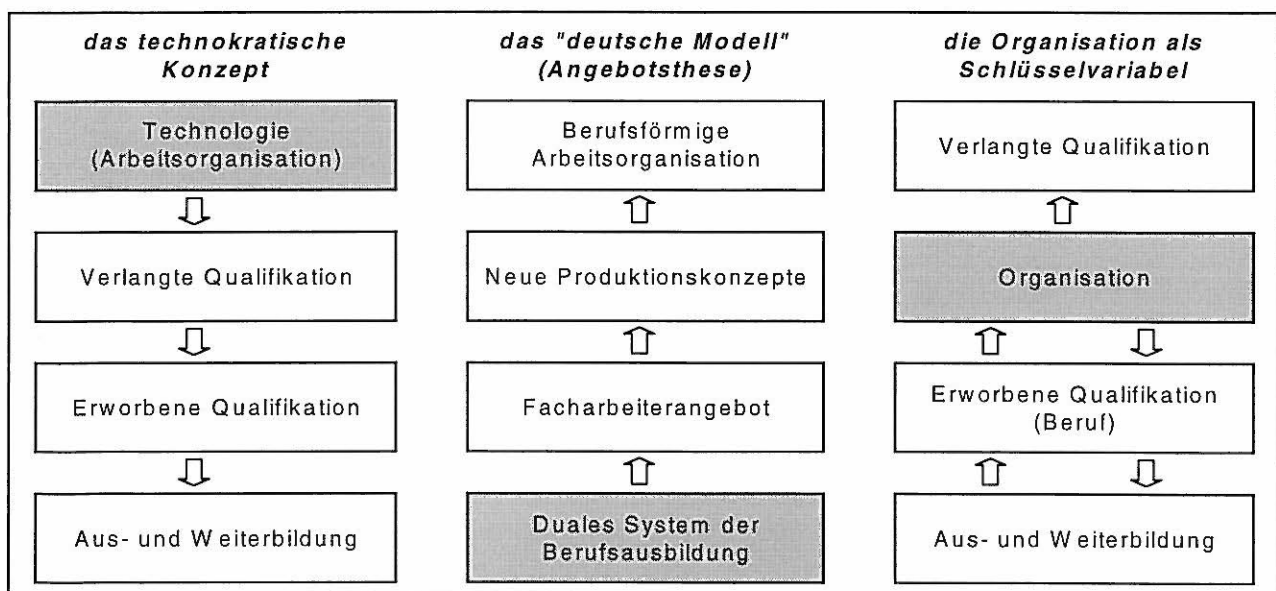 das technokratische
Konzept
Technologie
(Arbeitsorganisation)
Verlangte Qualifikation
Erworbene Qualifikation
Aus- und Weiterbildung
das "deutsche Modell"
(Angebotsthese)
Berufsförmige
Arbeitsorganisation
Neue Produktionskonzepte
Facharbeiterangebot
Duales System der
Berufsausbildung
die Organisation als
Schlüsselvariabel
Verlangte Qualifikation
Organisation
Erworbene Qualifikation
(Beruf)
Aus- und Weiterbildung